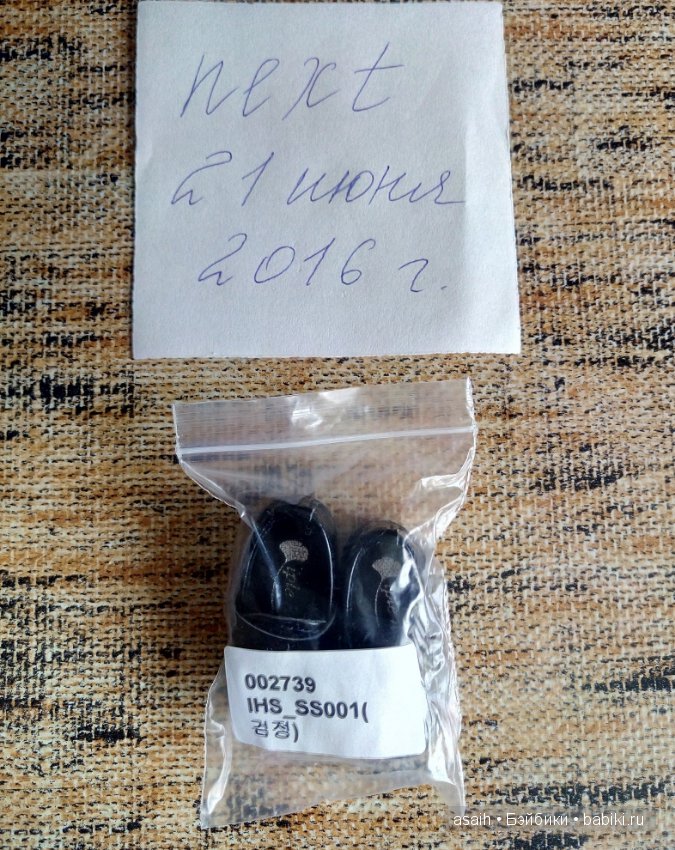 next
21 июня
2016 г.
002739
IHS_SS001(
검정)
asaih • Бэйбики • babiki.ru